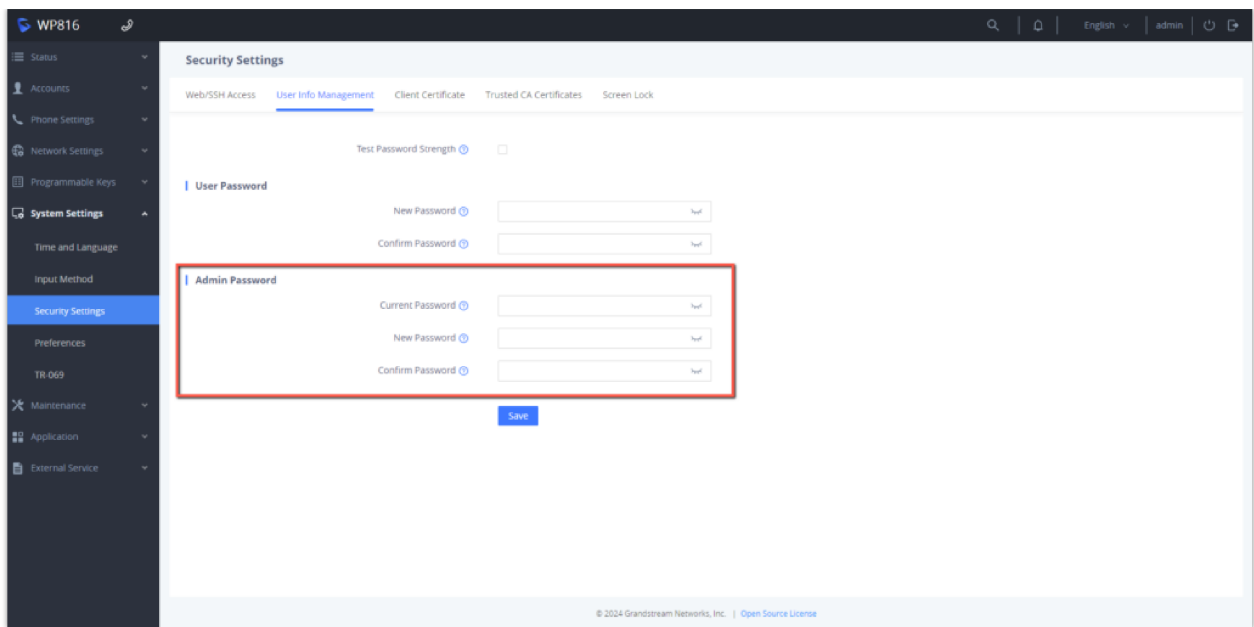 WP816
English
admin
Status
Accounts
Phone Settings
Network Settings
Programmable Keys
System Settings
Time and Language
Input Method
Security Settings
Preferences
TR-069
Maintenance
Application
External Service
Security Settings
Web/SSH Access
User Info Management
Client Certificate
Trusted CA Certificates
Screen Lock
Test Password Strength
User Password
New Password
Confirm Password
Admin Password
Current Password
New Password
Confirm Password
Save
© 2024 Grandstream Networks, Inc. | Open Source License